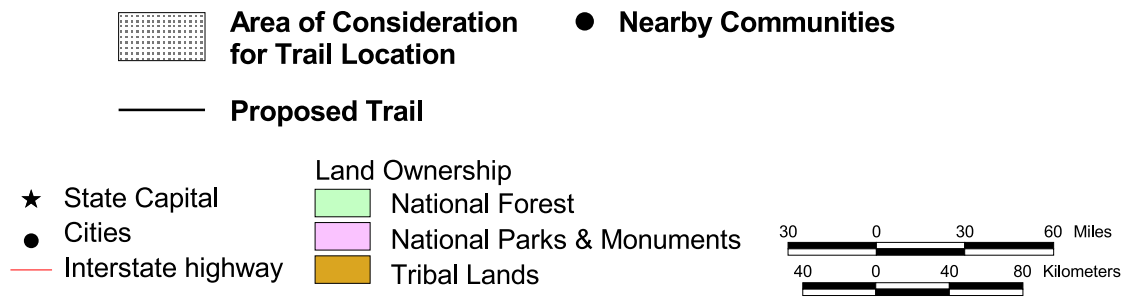 Area of Consideration
for Trail Location
Nearby Communities
Proposed Trail
State Capital
Cities
Interstate highway
Land Ownership
National Forest
National Parks & Monuments
Tribal Lands
30 0 30 60 Miles
40 0 40 80 Kilometers